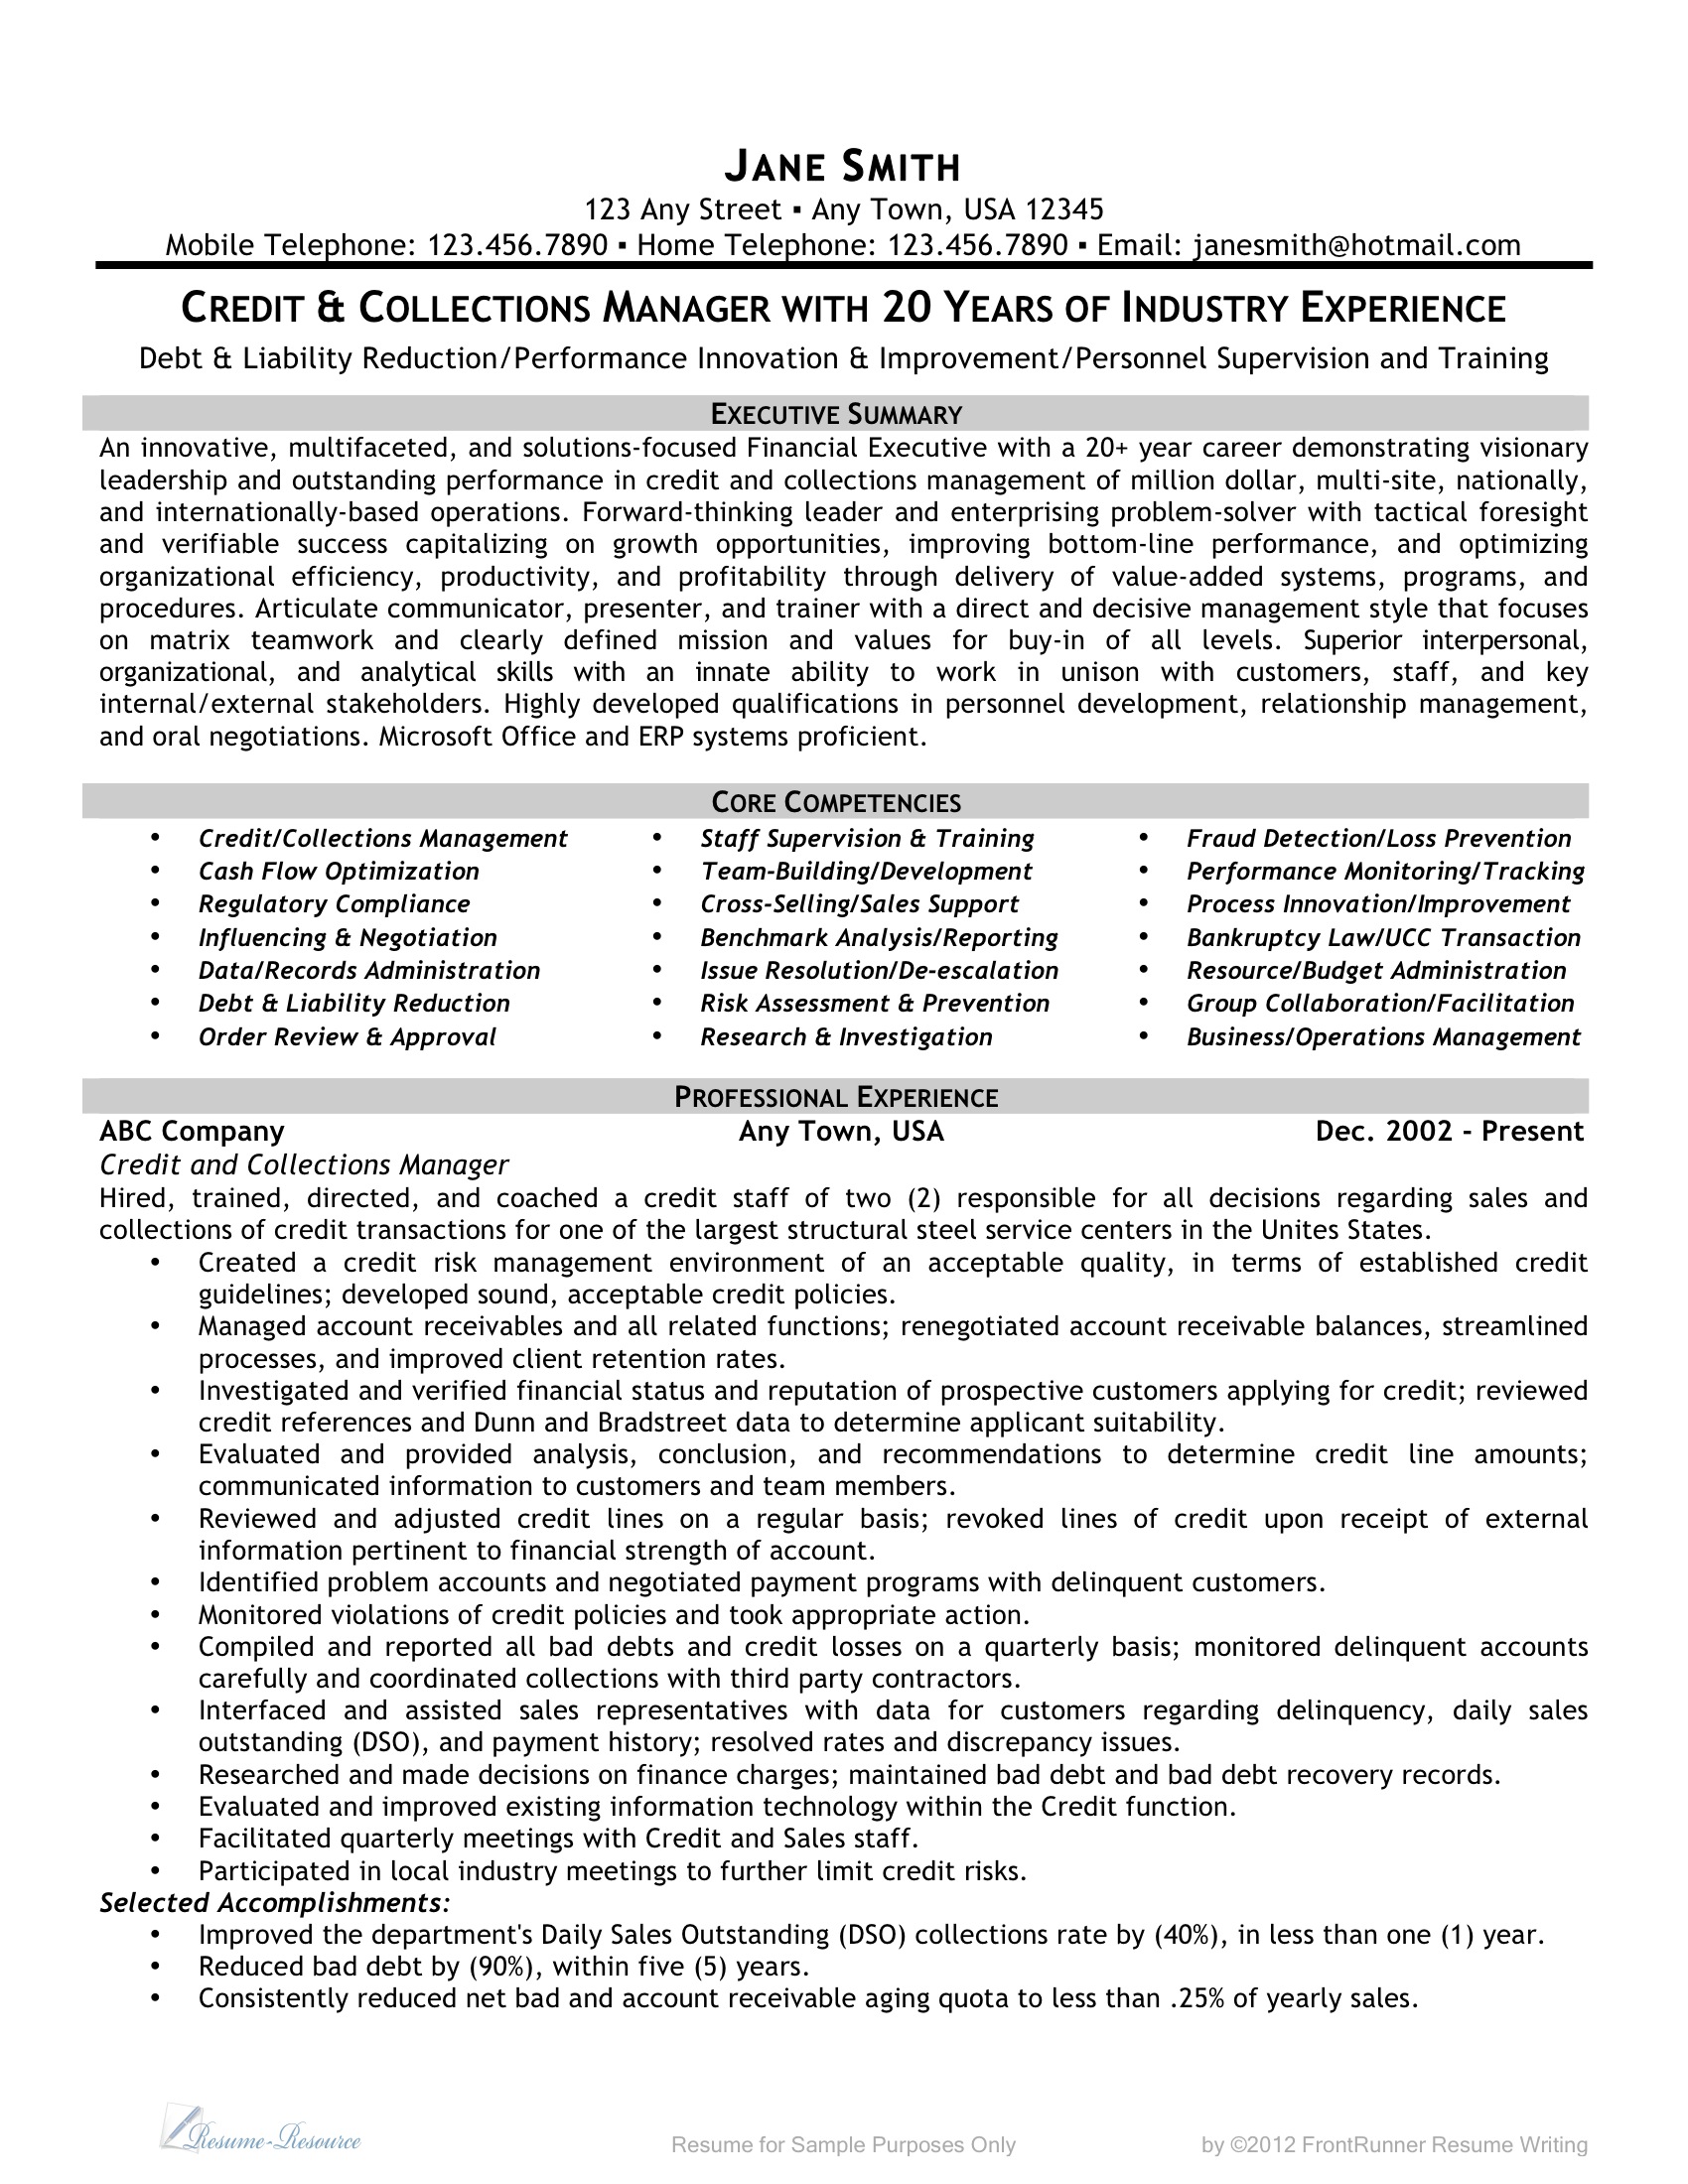 JANE SMITH
123 Any Street ▪ Any Town, USA 12345
Mobile Telephone: 123.456.7890 ▪ Home Telephone: 123.456.7890 ▪ Email: janesmith@hotmail.com
CREDIT & COLLECTIONS MANAGER WITH 20 YEARS OF INDUSTRY EXPERIENCE
Debt & Liability Reduction/Performance Innovation & Improvement/Personnel Supervision and Training
EXECUTIVE SUMMARY
An innovative, multifaceted, and solutions-focused Financial Executive with a 20+ year career demonstrating visionary
leadership and outstanding performance in credit and collections management of million dollar, multi-site, nationally,
and internationally-based operations. Forward-thinking leader and enterprising problem-solver with tactical foresight
and verifiable success capitalizing on growth opportunities, improving bottom-line performance, and optimizing
organizational efficiency, productivity, and profitability through delivery of value-added systems, programs, and
procedures. Articulate communicator, presenter, and trainer with a direct and decisive management style that focuses
on matrix teamwork and clearly defined mission and values for buy-in of all levels. Superior interpersonal,
organizational, and analytical skills with an innate ability to work in unison with customers, staff, and key
internal/external stakeholders. Highly developed qualifications in personnel development, relationship management,
and oral negotiations. Microsoft Office and ERP systems proficient.
CORE COMPETENCIES
• Credit/Collections Management
• Cash Flow Optimization
• Regulatory Compliance
• Influencing & Negotiation
• Data/Records Administration
• Debt & Liability Reduction
• Order Review & Approval
• Staff Supervision & Training
• Team-Building/Development
• Cross-Selling/Sales Support
• Benchmark Analysis/Reporting
• Issue Resolution/De-escalation
• Risk Assessment & Prevention
• Research & Investigation
• Fraud Detection/Loss Prevention
• Performance Monitoring/Tracking
• Process Innovation/Improvement
• Bankruptcy Law/UCC Transaction
• Resource/Budget Administration
• Group Collaboration/Facilitation
• Business/Operations Management
PROFESSIONAL EXPERIENCE
ABC Company Any Town, USA Dec. 2002 - Present
Credit and Collections Manager
Hired, trained, directed, and coached a credit staff of two (2) responsible for all decisions regarding sales and
collections of credit transactions for one of the largest structural steel service centers in the Unites States.
• Created a credit risk management environment of an acceptable quality, in terms of established credit
guidelines; developed sound, acceptable credit policies.
• Managed account receivables and all related functions; renegotiated account receivable balances, streamlined
processes, and improved client retention rates.
• Investigated and verified financial status and reputation of prospective customers applying for credit; reviewed
credit references and Dunn and Bradstreet data to determine applicant suitability.
• Evaluated and provided analysis, conclusion, and recommendations to determine credit line amounts;
communicated information to customers and team members.
• Reviewed and adjusted credit lines on a regular basis; revoked lines of credit upon receipt of external
information pertinent to financial strength of account.
• Identified problem accounts and negotiated payment programs with delinquent customers.
• Monitored violations of credit policies and took appropriate action.
• Compiled and reported all bad debts and credit losses on a quarterly basis; monitored delinquent accounts
carefully and coordinated collections with third party contractors.
• Interfaced and assisted sales representatives with data for customers regarding delinquency, daily sales
outstanding (DSO), and payment history; resolved rates and discrepancy issues.
• Researched and made decisions on finance charges; maintained bad debt and bad debt recovery records.
• Evaluated and improved existing information technology within the Credit function.
• Facilitated quarterly meetings with Credit and Sales staff.
• Participated in local industry meetings to further limit credit risks.
Selected Accomplishments:
• Improved the department's Daily Sales Outstanding (DSO) collections rate by (40%), in less than one (1) year.
• Reduced bad debt by (90%), within five (5) years.
• Consistently reduced net bad and account receivable aging quota to less than .25% of yearly sales.
Resume-Resource
Resume for Sample Purposes Only
by ©2012 FrontRunner Resume Writing